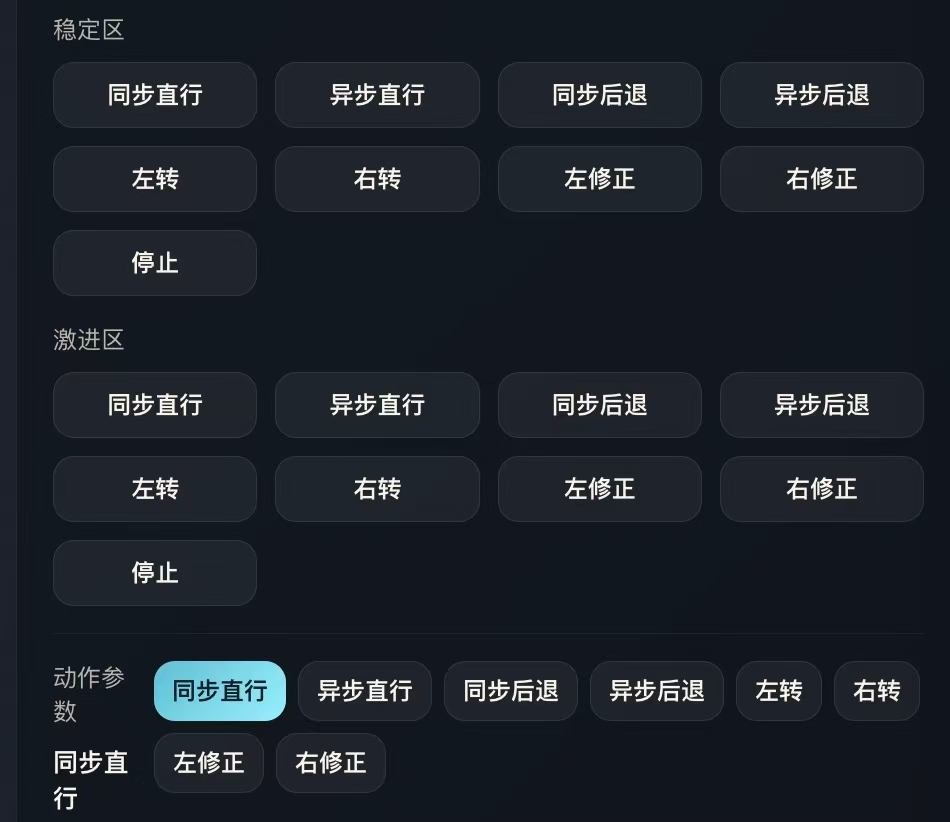 稳定区
同步直行 异步直行 同步后退 异步后退
左转 右转 左修正 右修正
停止
激进区
同步直行 异步直行 同步后退 异步后退
左转 右转 左修正 右修正
停止
动作参
数
同步直行 异步直行 同步后退 异步后退 左转 右转
同步直
行
左修正 右修正